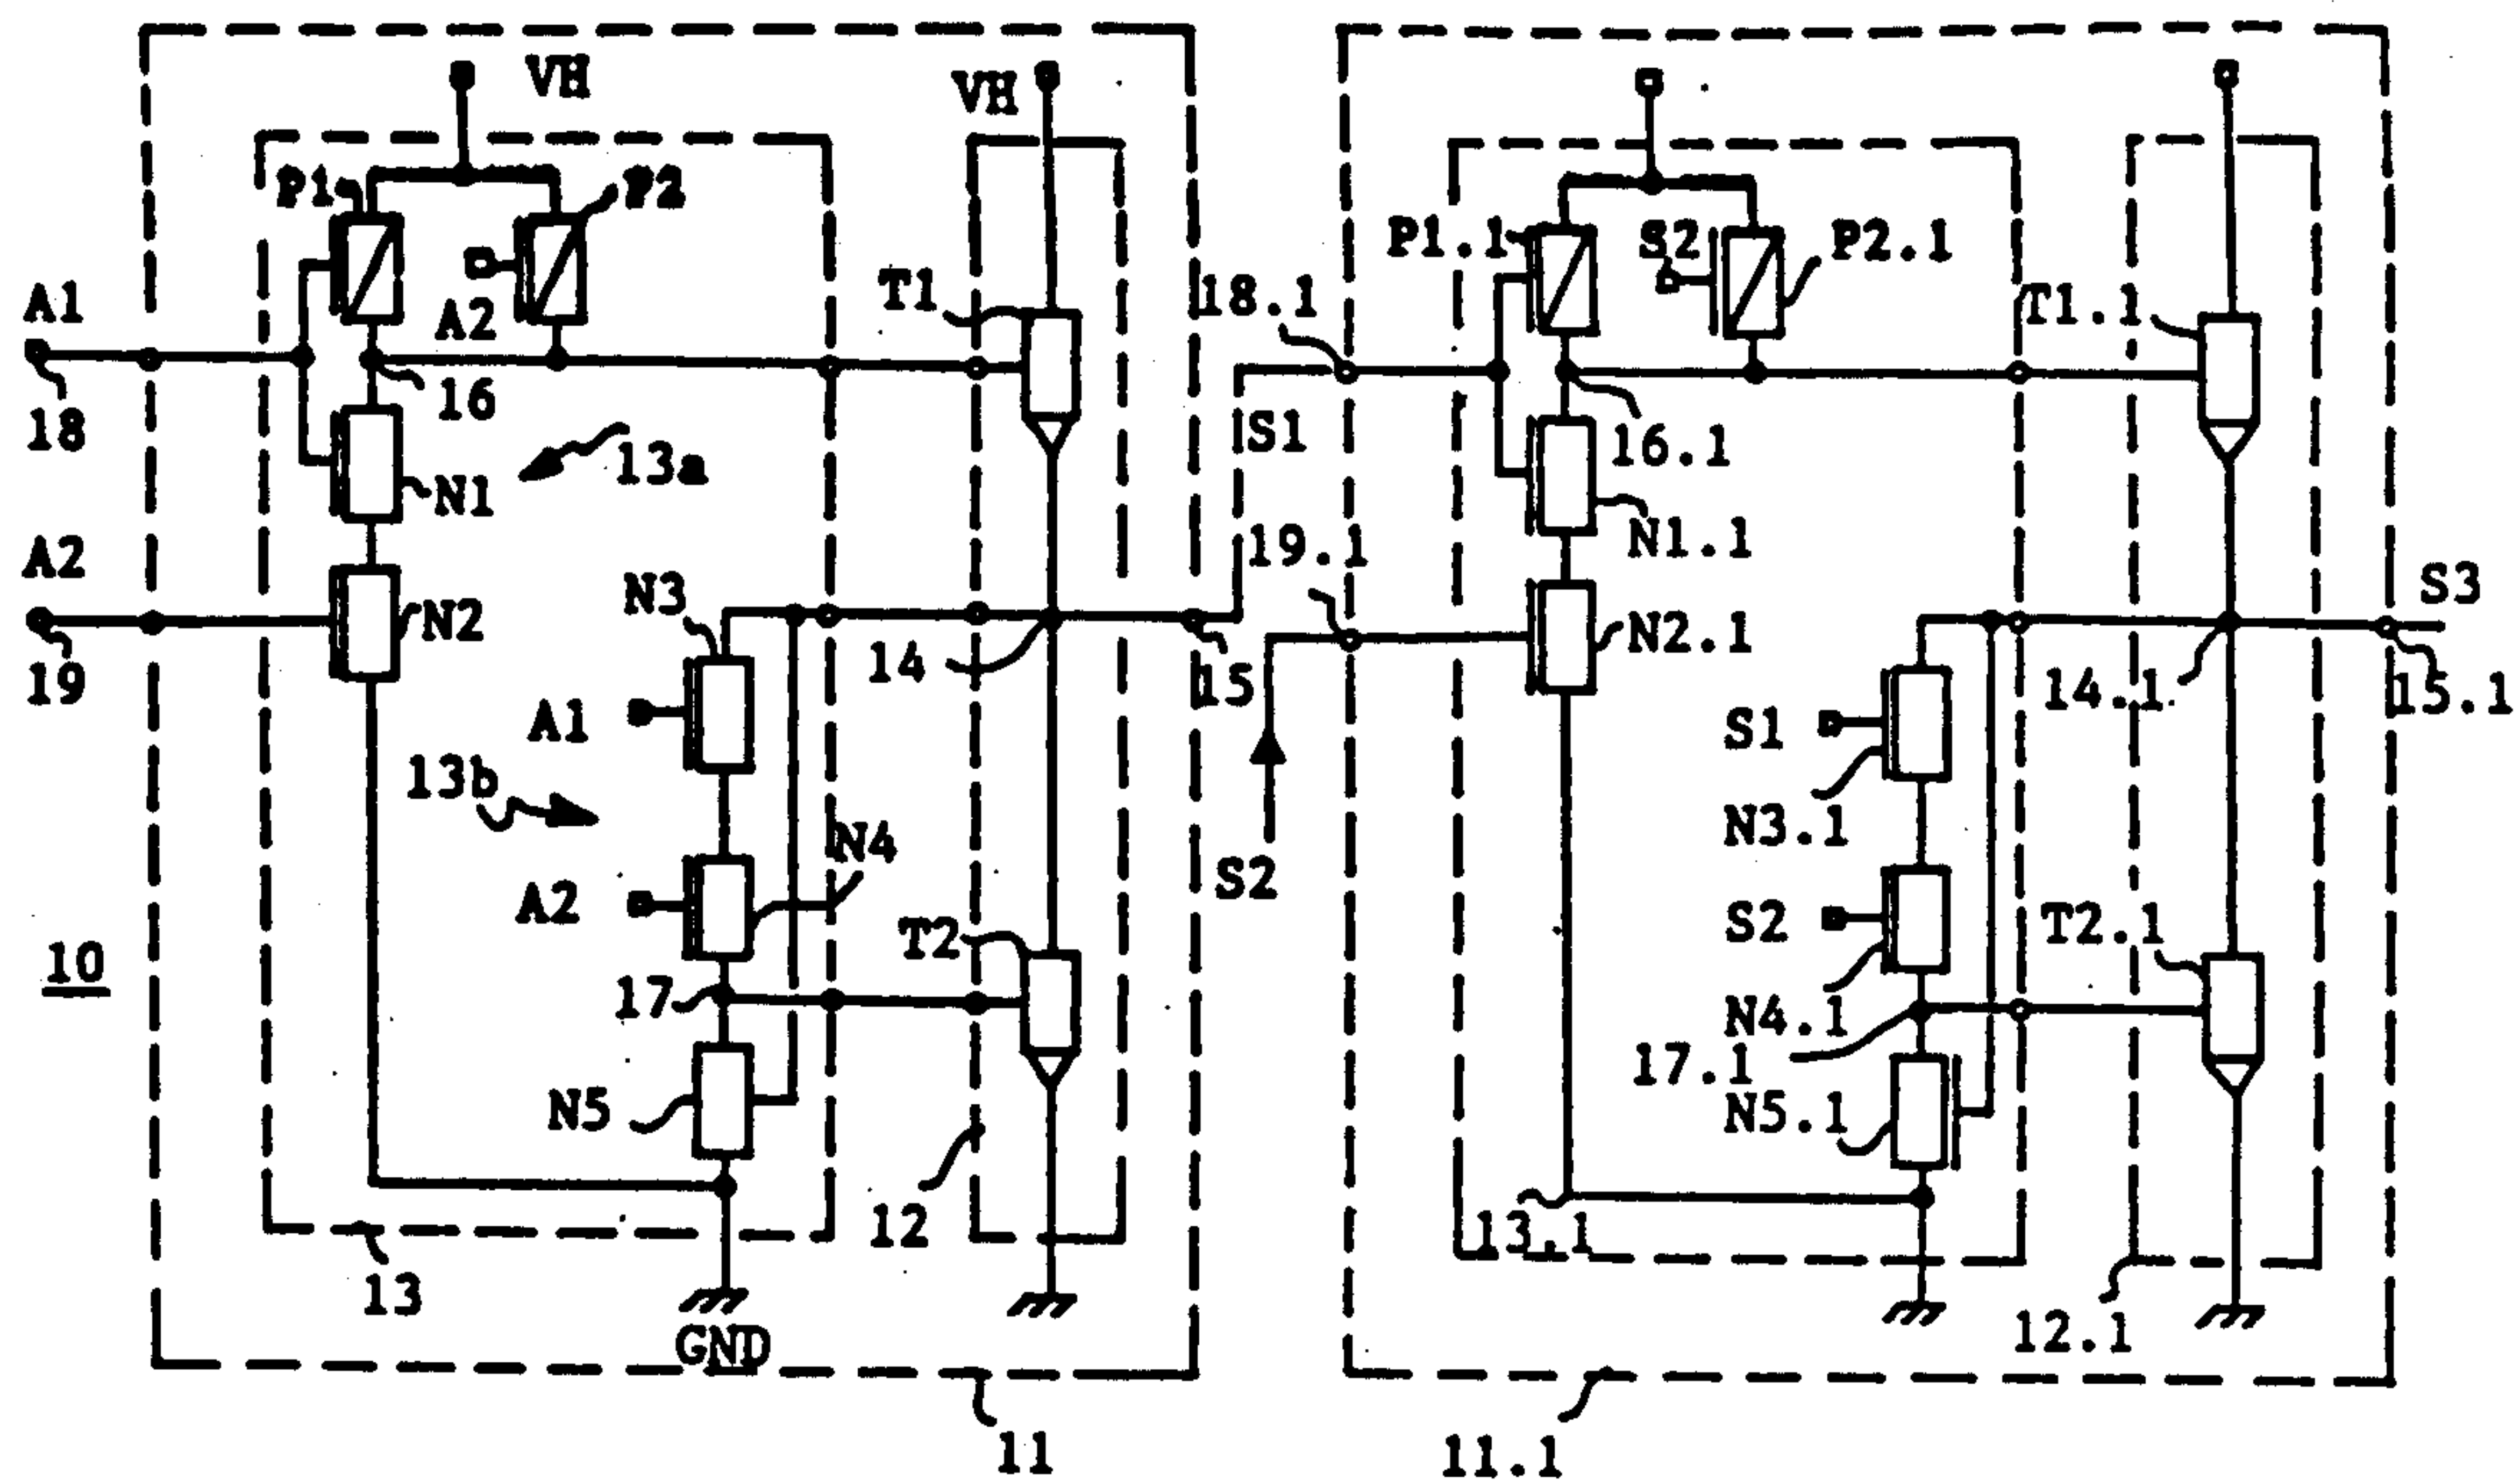 VH
VH
P1
P2
P1.1
S2
P2.1
A1
A2
T1
18.1
T1.1
18
16
S1
13a
16.1
N1
N1.1
A2
19.1
N3
N2
N2.1
S3
19
14
15
14.1
15.1
A1
S1
13b
N3.1
N4
A2
S2
S2
T2
T2.1
10
17
N4.1
17.1
N5
N5.1
12
13.1
13
GND
12.1
11
11.1